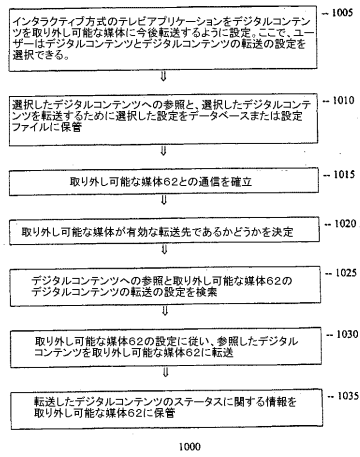 インタラクティブ方式のテレビアプリケーションをデジタルコンテン
ツを取り外し可能な媒体に今後転送するように設定。ここで、ユー
ザーはデジタルコンテンツとデジタルコンテンツの転送の設定を
選択できる。
1005
選択したデジタルコンテンツへの参照と、選択したデジタルコンテ
ンツを転送するために選択した設定をデータベースまたは設定
ファイルに保管
1010
取り外し可能な媒体62との通信を確立
1015
取り外し可能な媒体が有効な転送先であるかどうかを決定
1020
デジタルコンテンツへの参照と取り外し可能な媒体62の
デジタルコンテンツの転送の設定を検索
1025
取り外し可能な媒体62の設定に従い、参照したデジタル
コンテンツを取り外し可能な媒体62に転送
1030
転送したデジタルコンテンツのステータスに関する情報を
取り外し可能な媒体62に保管
1035
1000